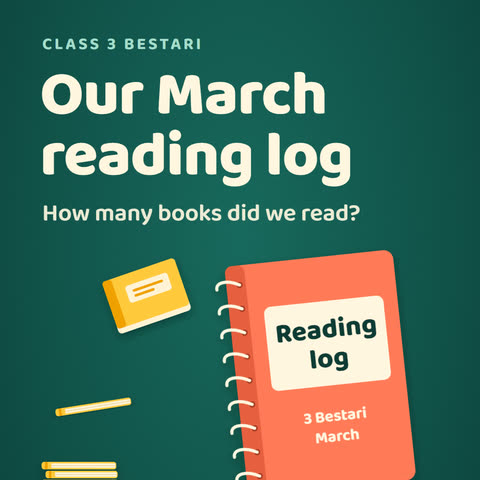 CLASS 3 BESTARI
Our March
reading log
How many books did we read?
Reading
log
3 Bestari
March